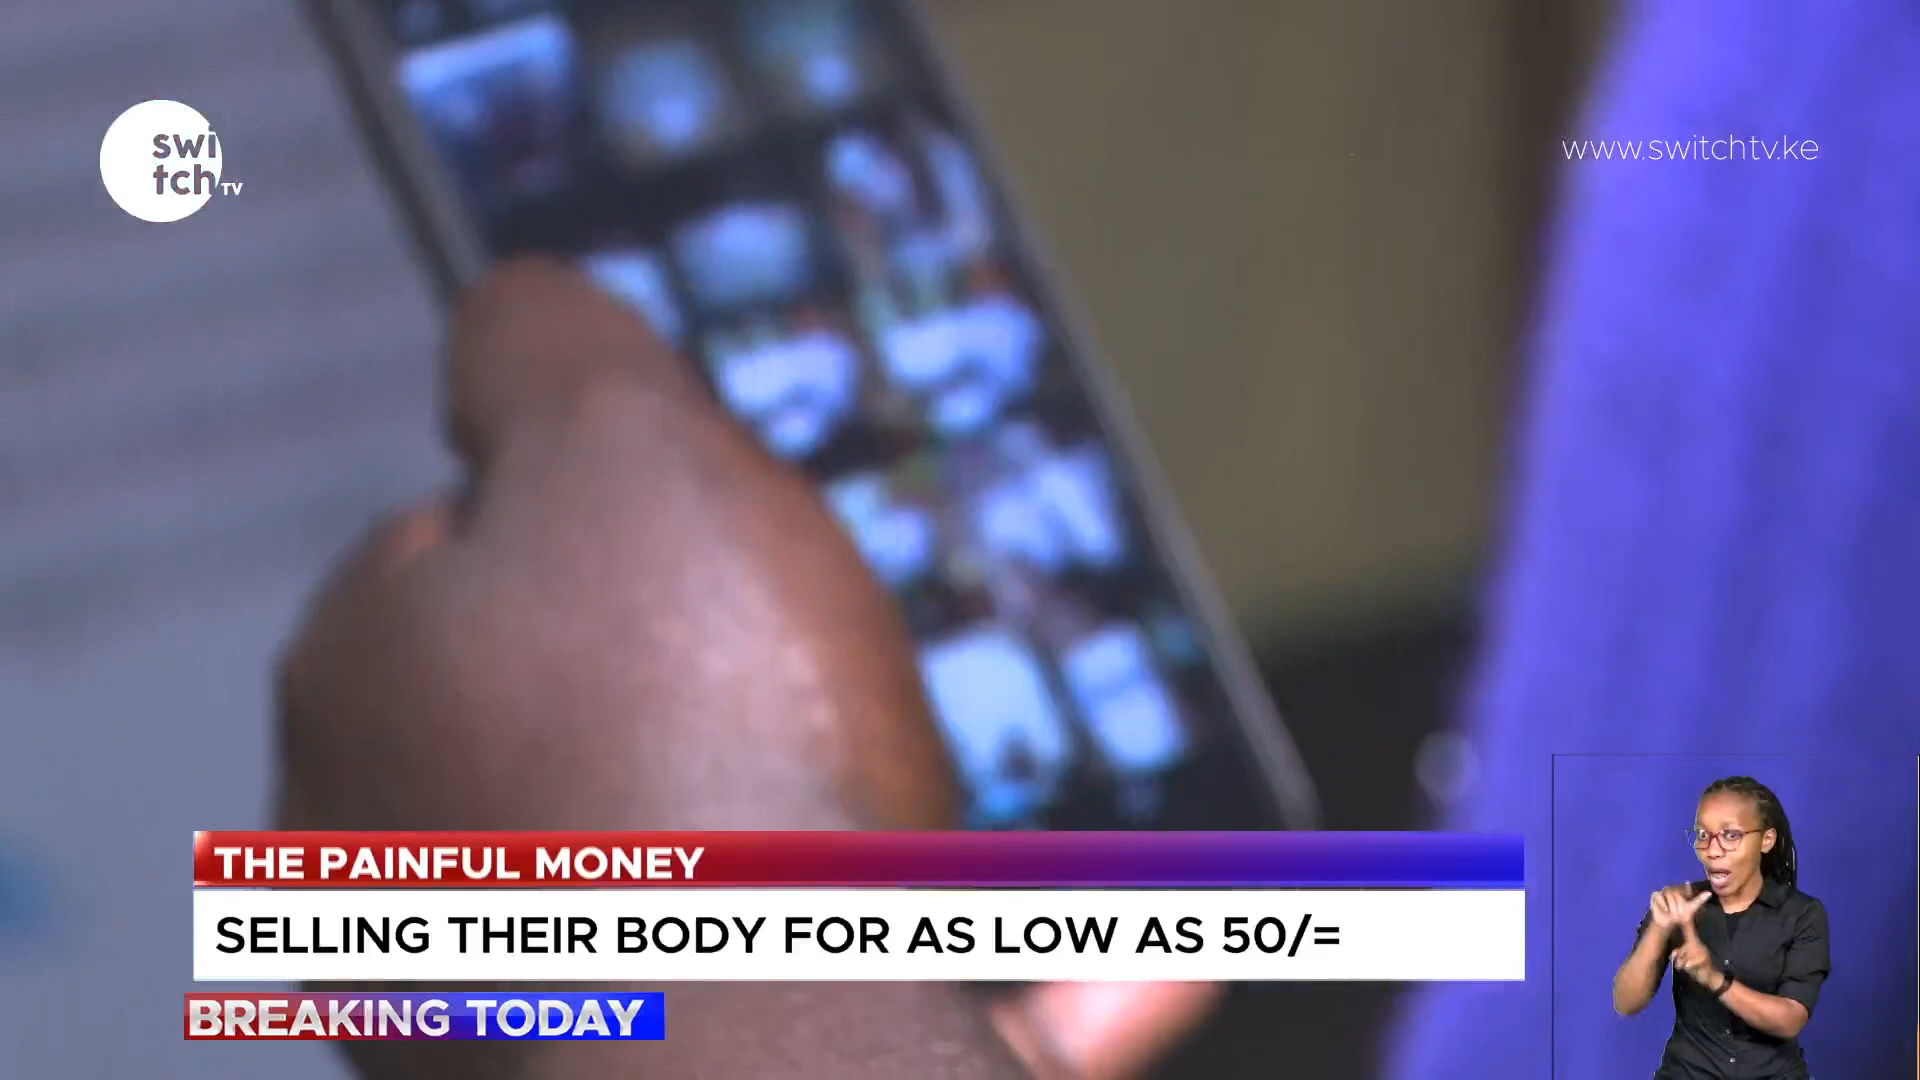 swi
tch TV
www.switchtv.ke
THE PAINFUL MONEY
SELLING THEIR BODY FOR AS LOW AS 50/=
BREAKING TODAY